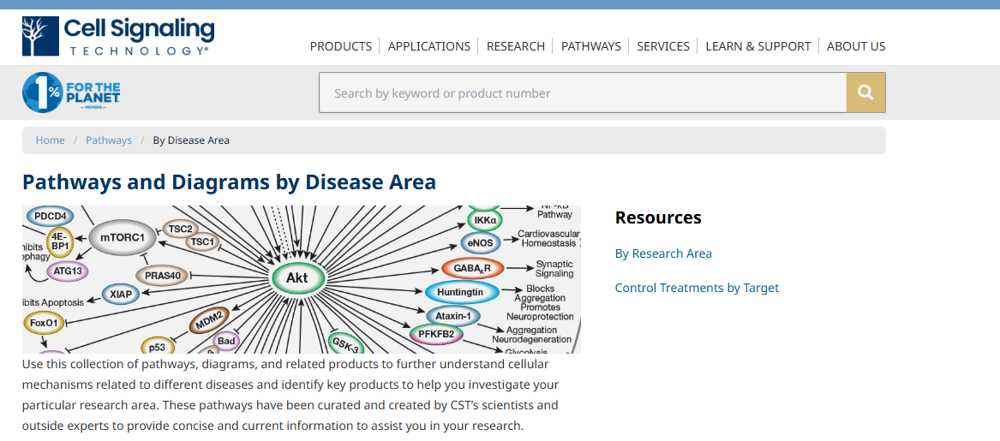 Cell Signaling
TECHNOLOGY®
PRODUCTS
APPLICATIONS
RESEARCH
PATHWAYS
SERVICES
LEARN & SUPPORT
ABOUT US
1%
FOR THE
PLANET
MEMBER
Search by keyword or product number
Home / Pathways / By Disease Area
Pathways and Diagrams by Disease Area
PDCD4
4E-
BP1
mTORC1
TSC2
TSC1
ATG13
PRAS40
XIAP
FoxO1
MDM2
p53
Bad
Akt
GSK-3
IKKα
Pathway
eNOS
Cardiovascular
Homeostasis
GABAAR
Synaptic
Signaling
Huntingtin
Blocks
Aggregation
Promotes
Neuroprotection
Ataxin-1
Aggregation
Neurodegeneration
PFKFB2
Glycolysis
ibits Apoptosis
Use this collection of pathways, diagrams, and related products to further understand cellular
mechanisms related to different diseases and identify key products to help you investigate your
particular research area. These pathways have been curated and created by CST’s scientists and
outside experts to provide concise and current information to assist you in your research.
Resources
By Research Area
Control Treatments by Target